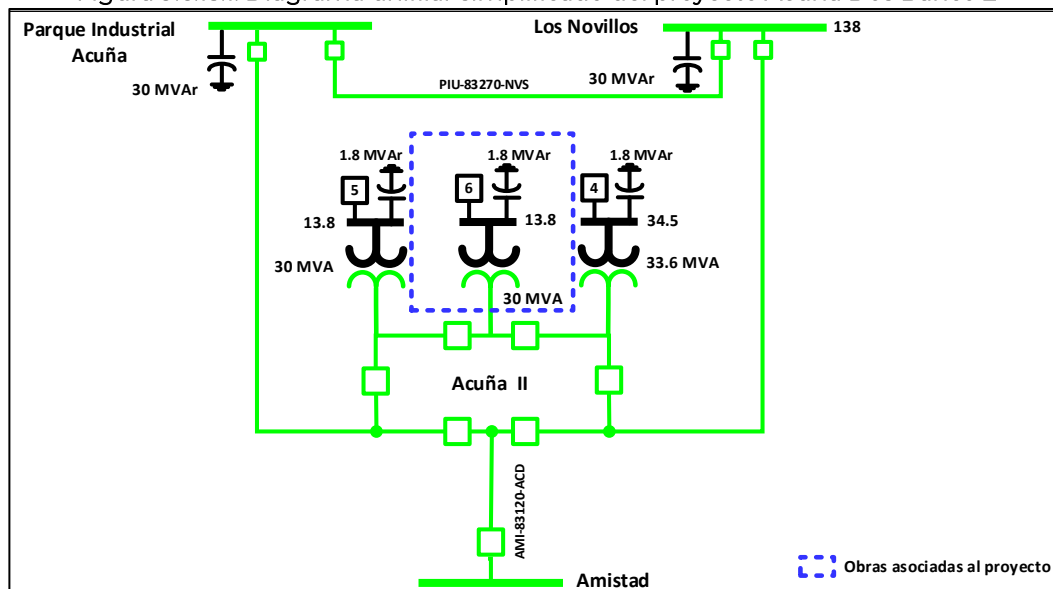 Parque Industrial
Acuña
Los Novillos
138
30 MVAr
30 MVAr
PIU-83270-NVS
1.8 MVAr
1.8 MVAr
1.8 MVAr
5
6
4
13.8
13.8
34.5
30 MVA
33.6 MVA
30 MVA
Acuña II
AMI-83120-ACD
Obras asociadas al proyecto
Amistad